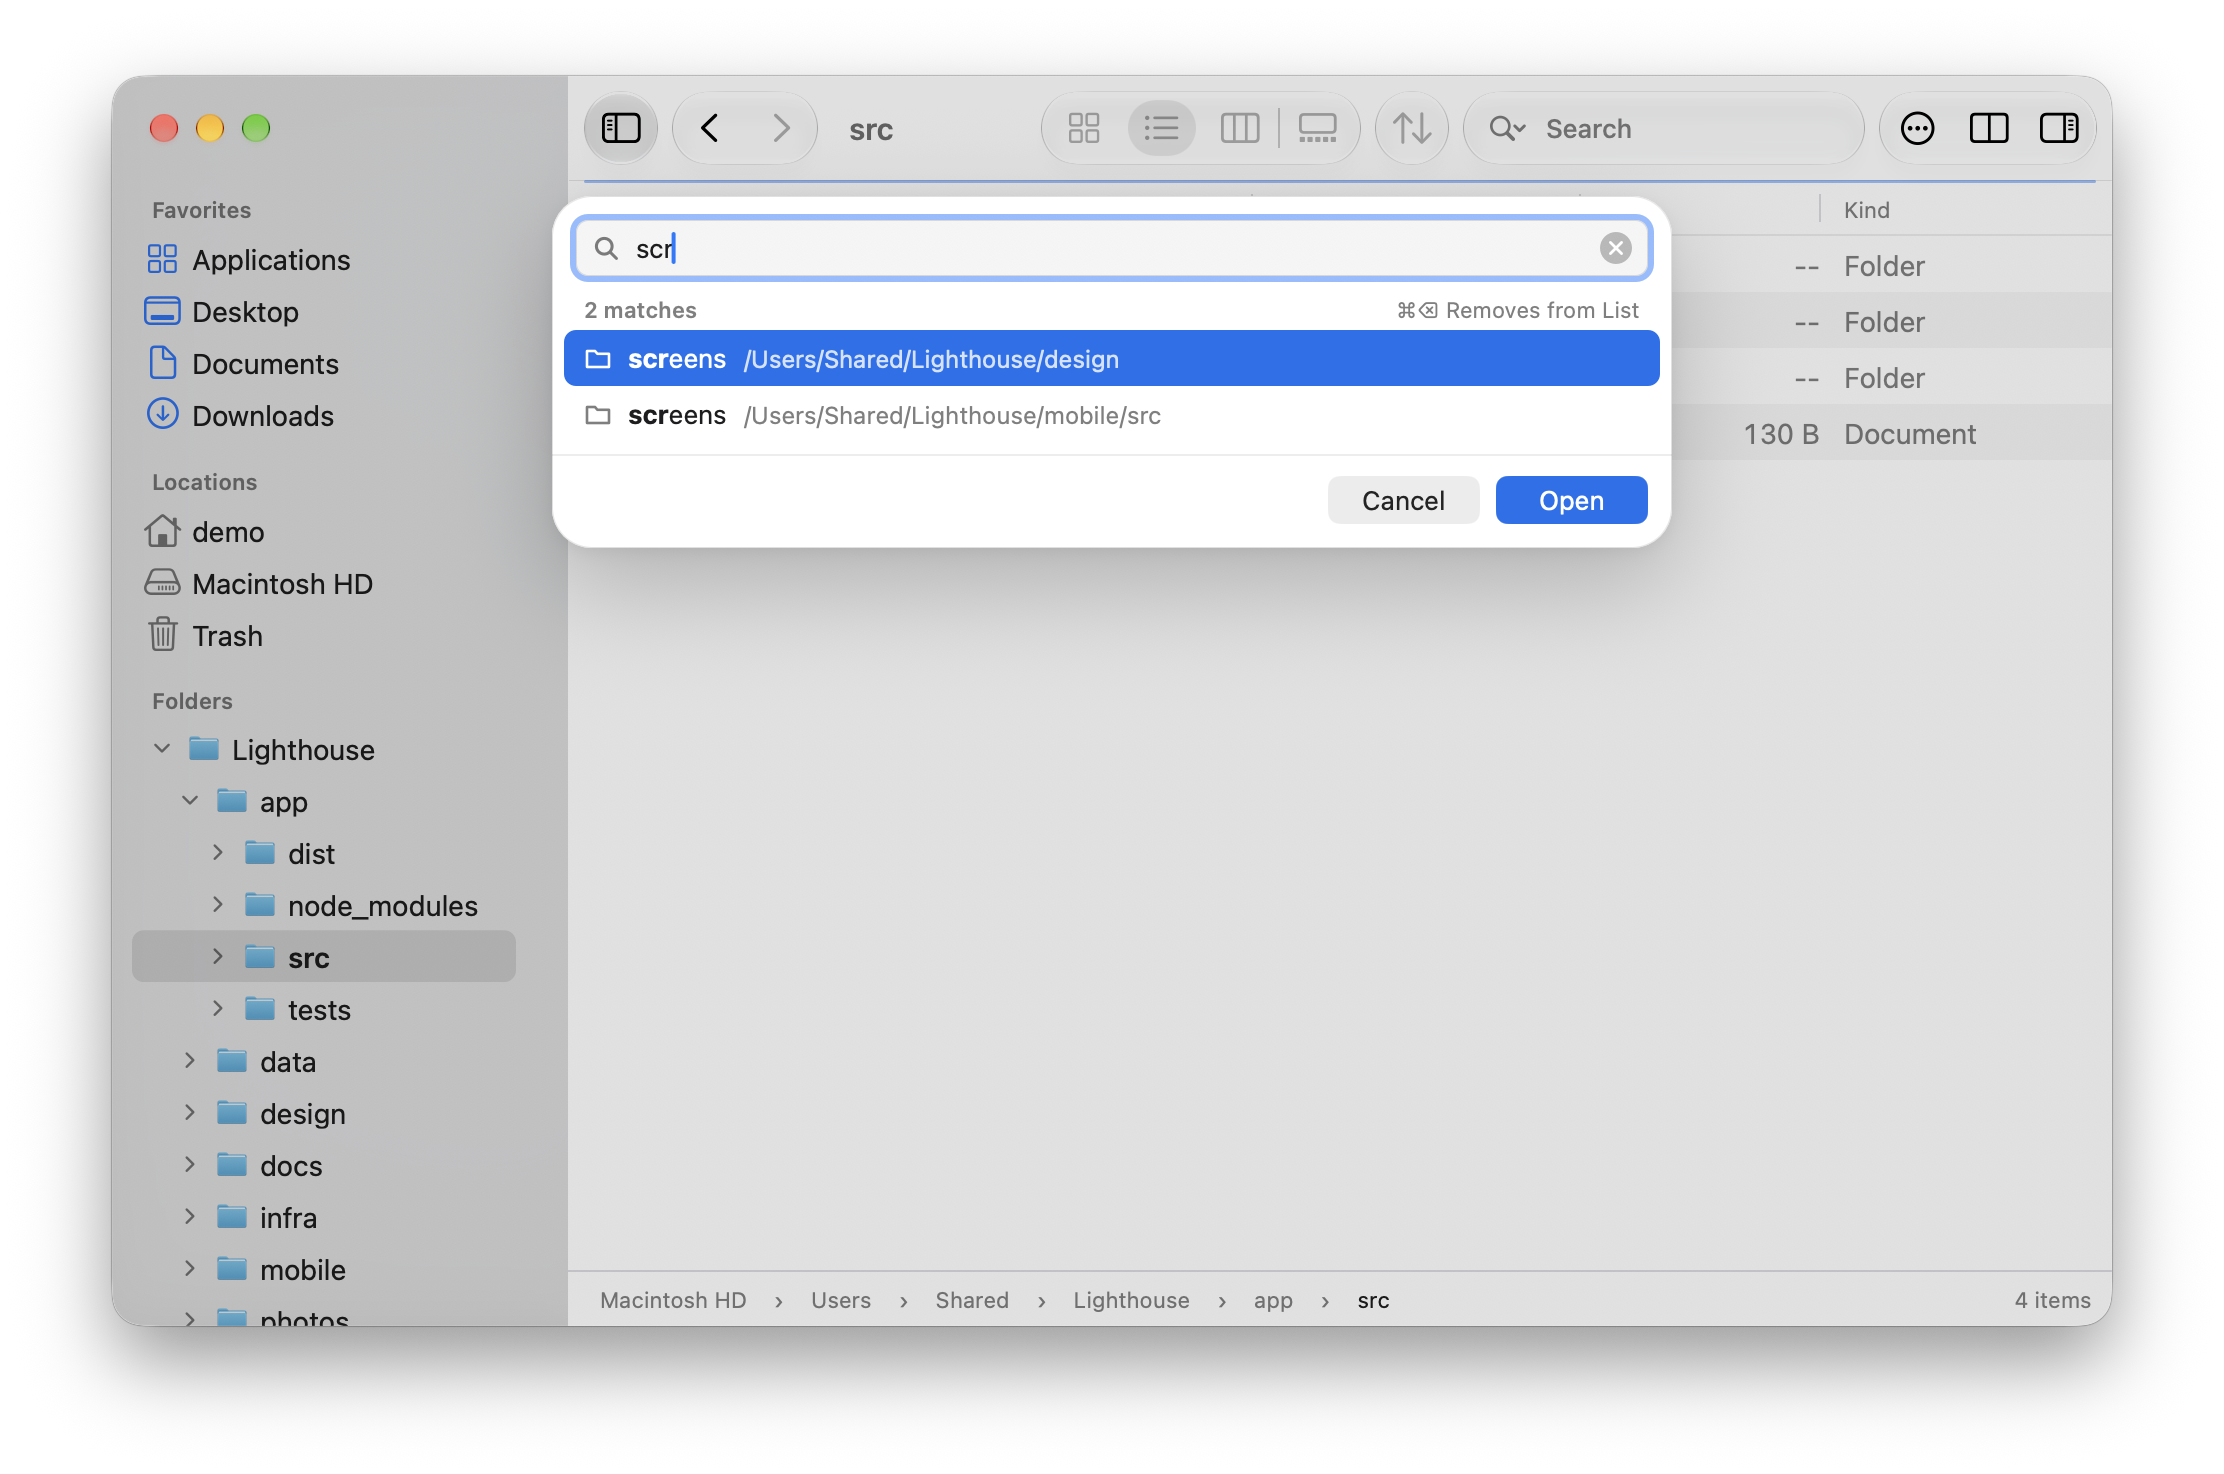 src
Search
Favorites
Applications
Desktop
Documents
Downloads
Locations
demo
Macintosh HD
Trash
Folders
Lighthouse
app
dist
node_modules
src
tests
data
design
docs
infra
mobile
photos
scr
2 matches
⌘⌫ Removes from List
screens /Users/Shared/Lighthouse/design
screens /Users/Shared/Lighthouse/mobile/src
Cancel
Open
Kind
-- Folder
-- Folder
-- Folder
130 B Document
Macintosh HD › Users › Shared › Lighthouse › app › src
4 items